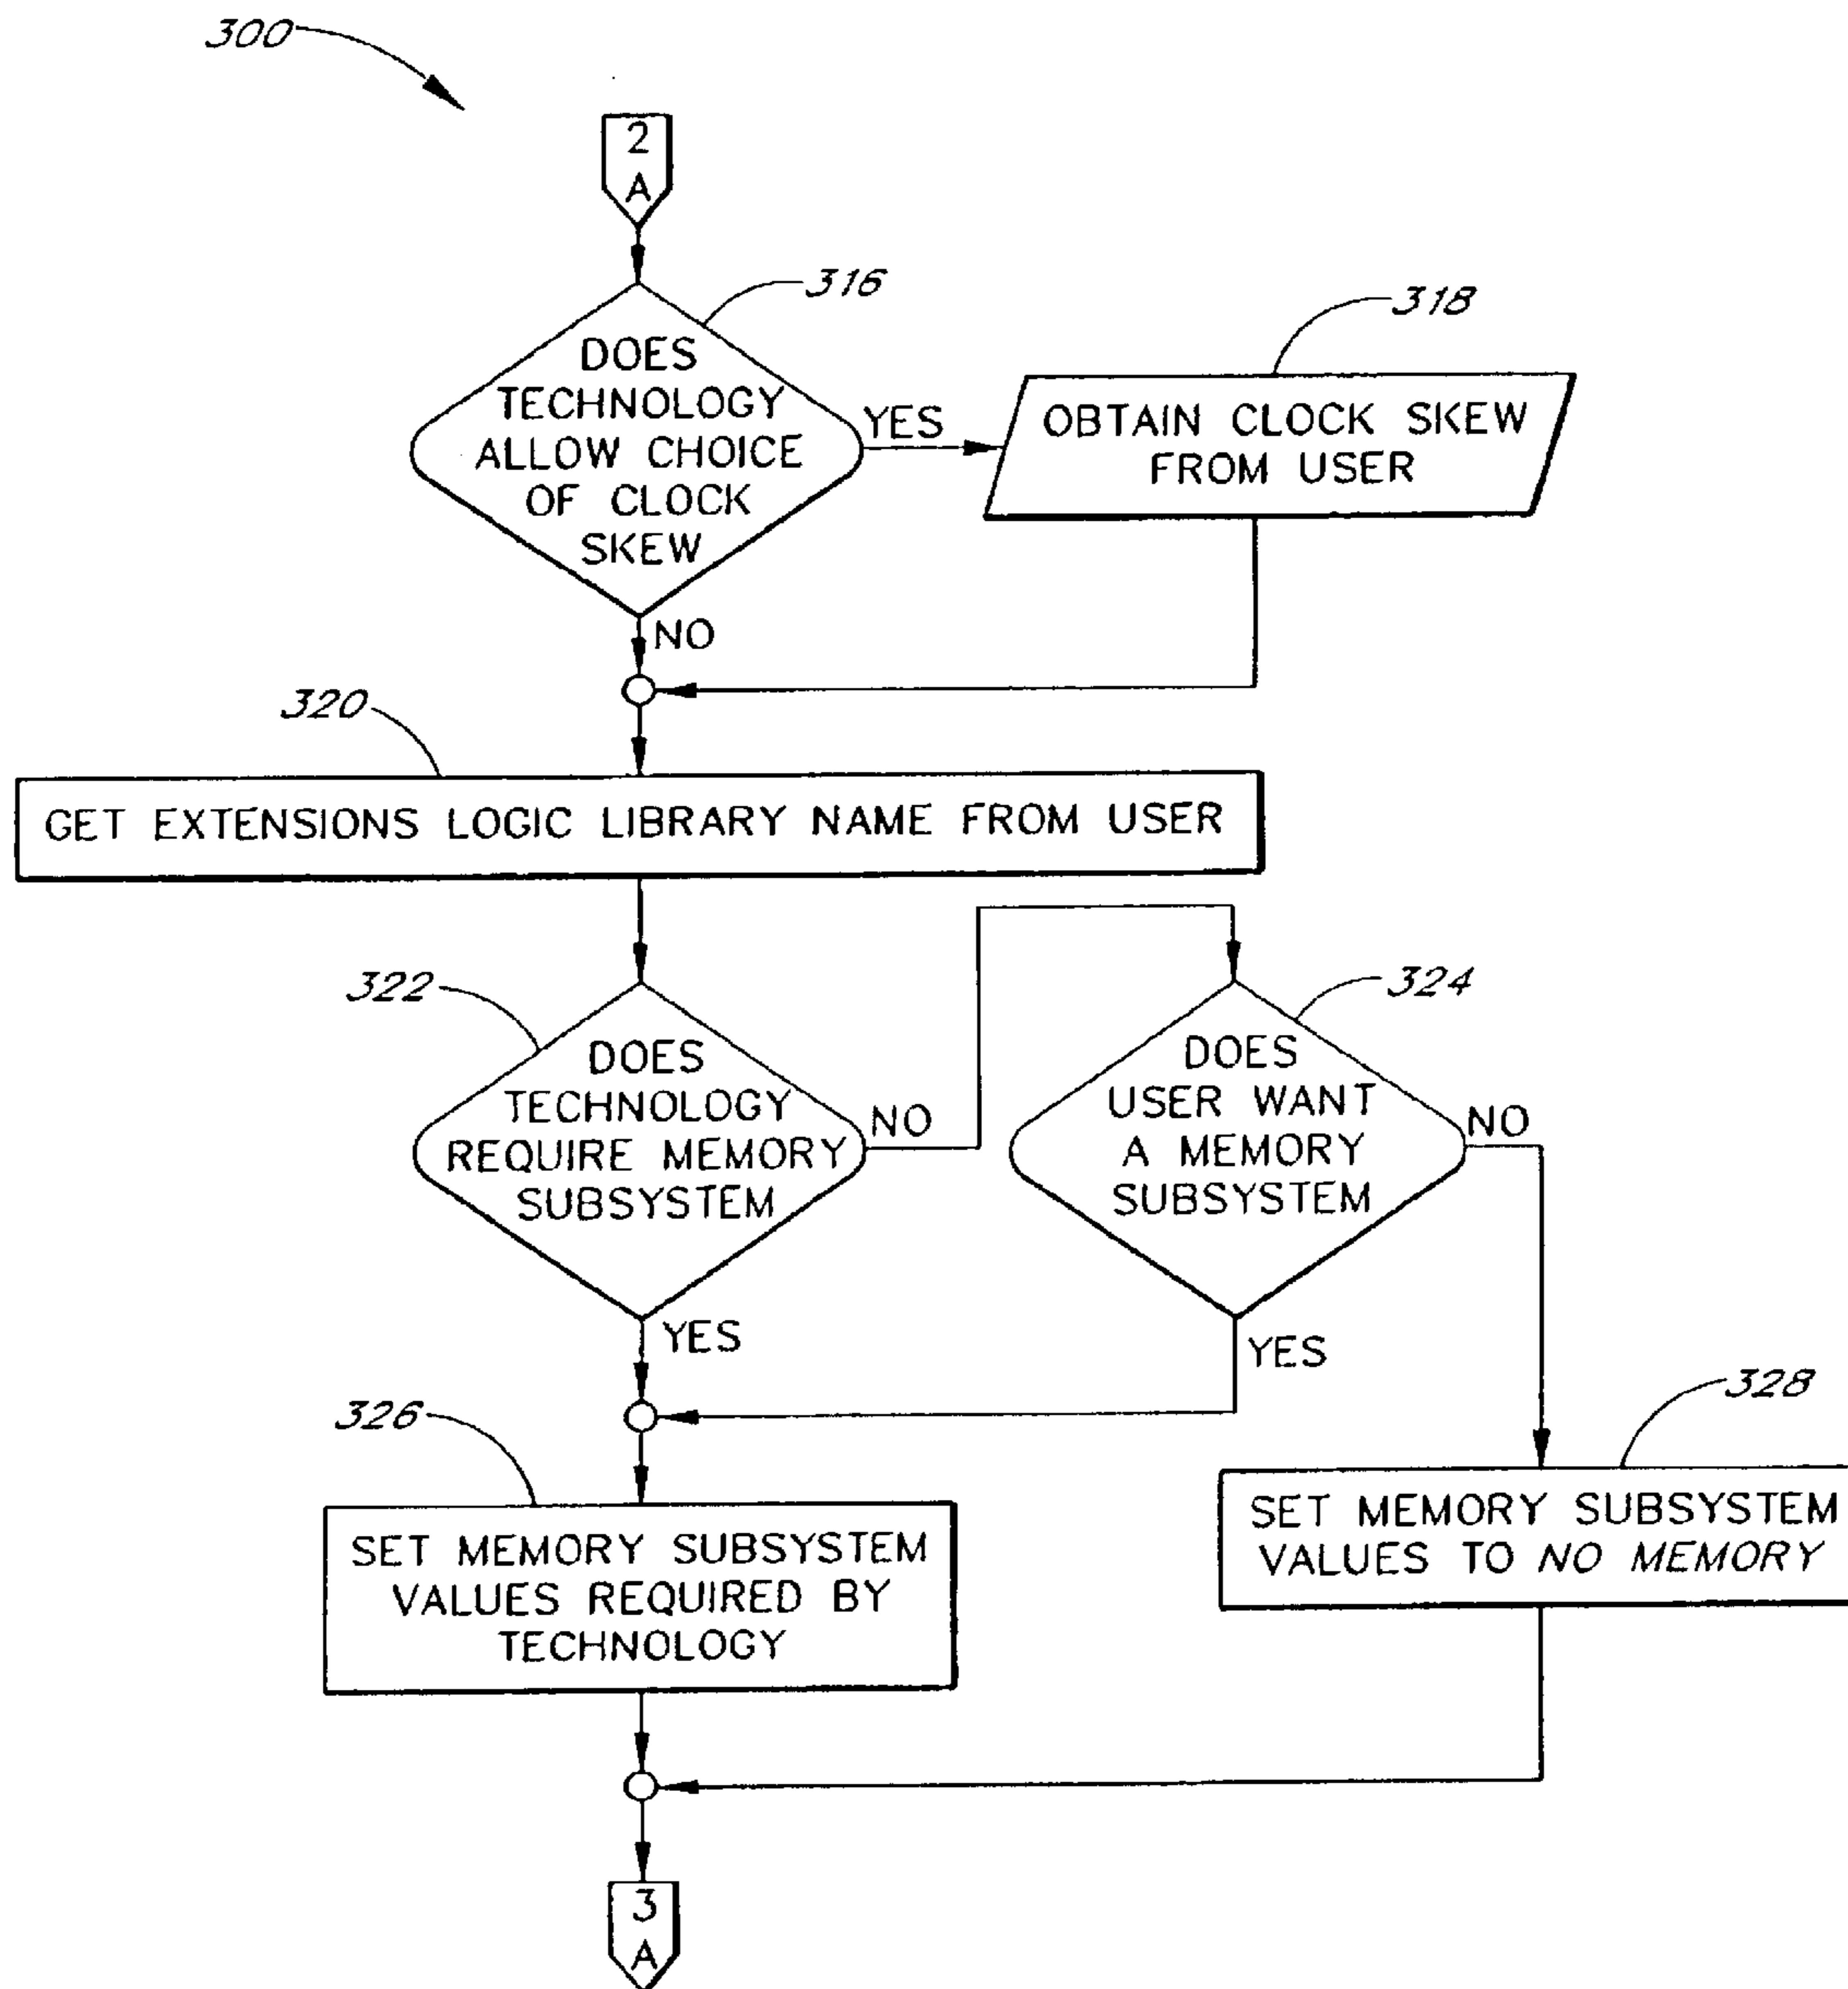 300
2
A
316
DOES
TECHNOLOGY
ALLOW CHOICE
OF CLOCK
SKEW
YES
318
OBTAIN CLOCK SKEW
FROM USER
NO
320
GET EXTENSIONS LOGIC LIBRARY NAME FROM USER
322
DOES
TECHNOLOGY
REQUIRE MEMORY
SUBSYSTEM
NO
324
DOES
USER WANT
A MEMORY
SUBSYSTEM
NO
YES
YES
326
SET MEMORY SUBSYSTEM
VALUES REQUIRED BY
TECHNOLOGY
328
SET MEMORY SUBSYSTEM
VALUES TO NO MEMORY
3
A